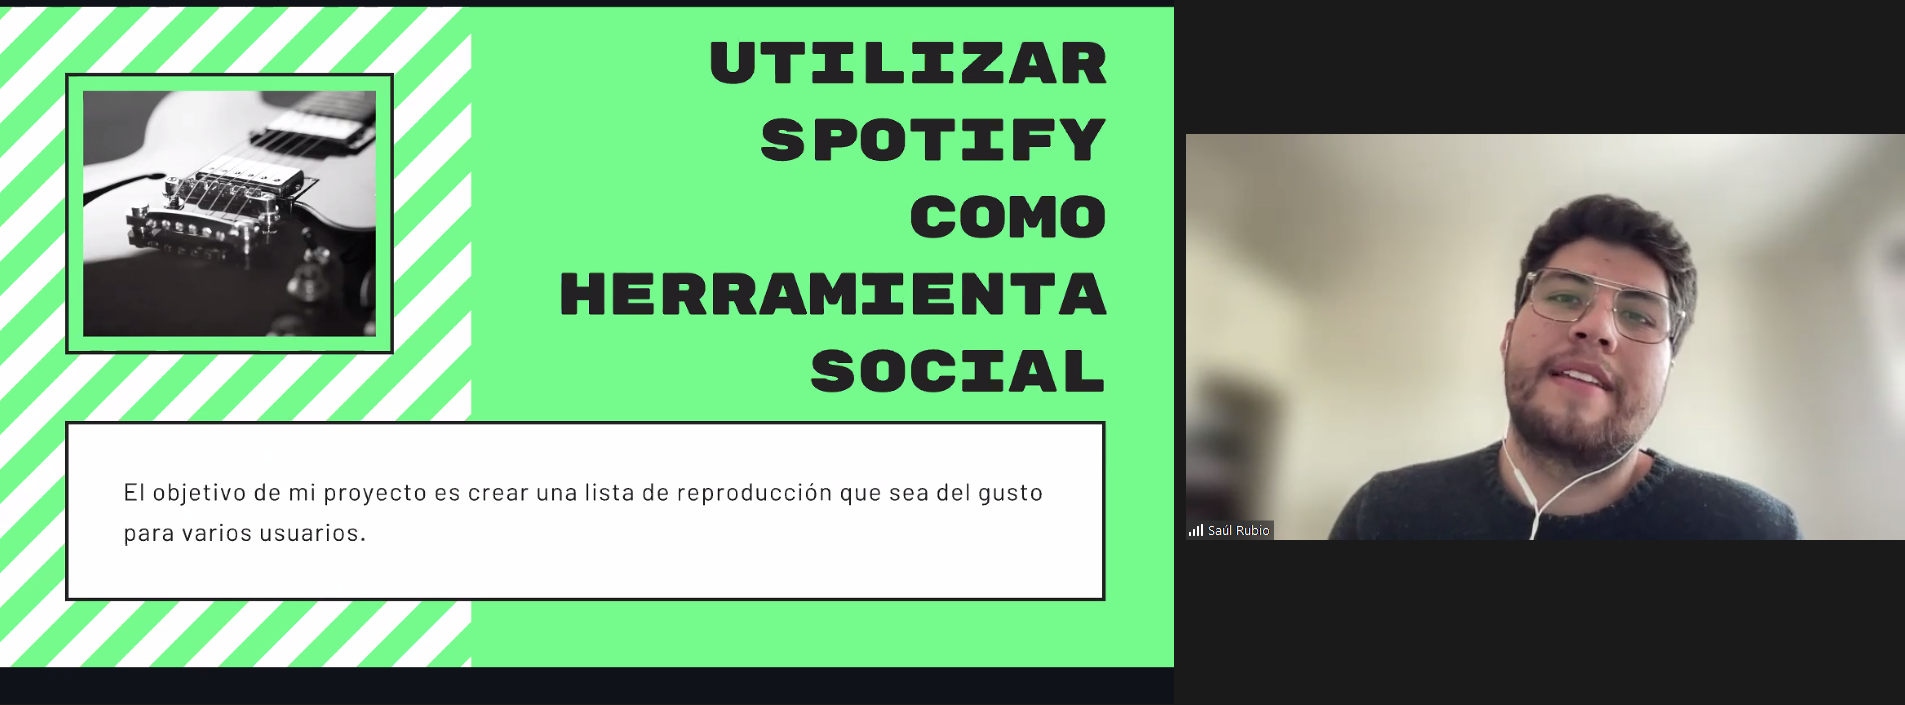 UTILIZAR
SPOTIFY
COMO
HERRAMIENTA
SOCIAL
El objetivo de mi proyecto es crear una lista de reproducción que sea del gusto
para varios usuarios.
Saúl Rubio